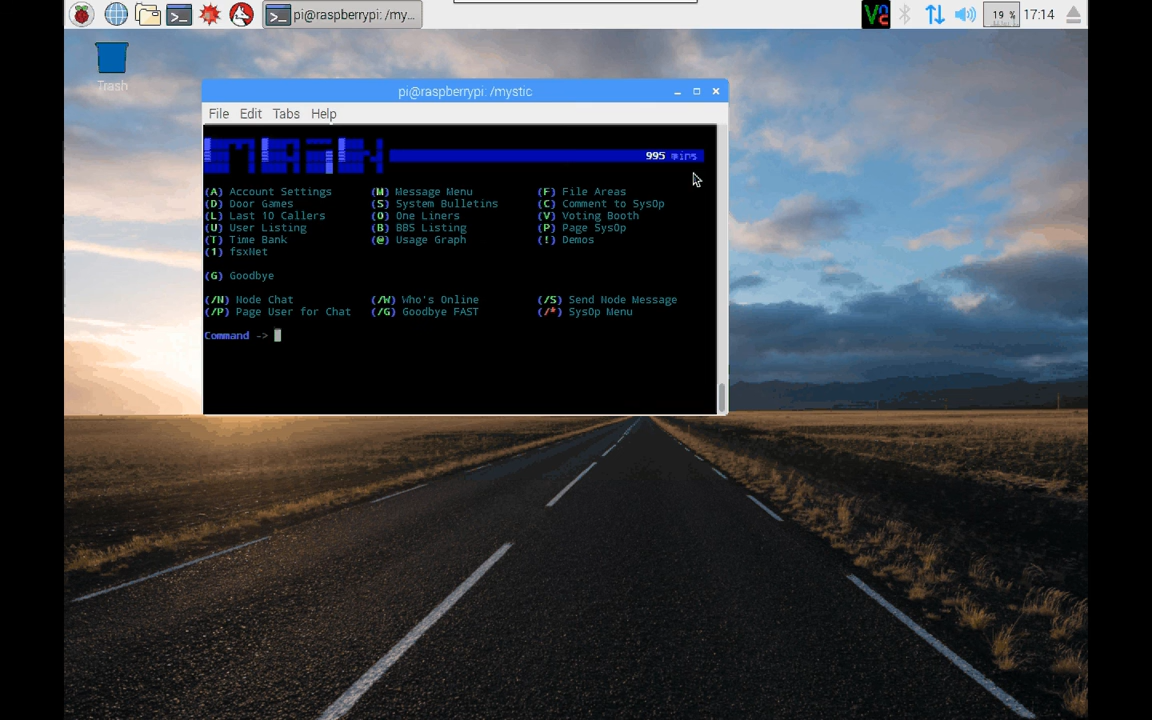 pi@raspberrypi: /my...
19 %
17:14
Trash
pi@raspberrypi: /mystic
File Edit Tabs Help
MAiN
995 mins
(A) Account Settings (M) Message Menu (F) File Areas
(D) Door Games (S) System Bulletins (C) Comment to SysOp
(L) Last 10 Callers (O) One Liners (V) Voting Booth
(U) User Listing (B) BBS Listing (P) Page SysOp
(T) Time Bank (@) Usage Graph (!) Demos
(1) fsxNet
(G) Goodbye
(/N) Node Chat (/W) Who's Online (/S) Send Node Message
(/P) Page User for Chat (/G) Goodbye FAST (/*) SysOp Menu
Command ->